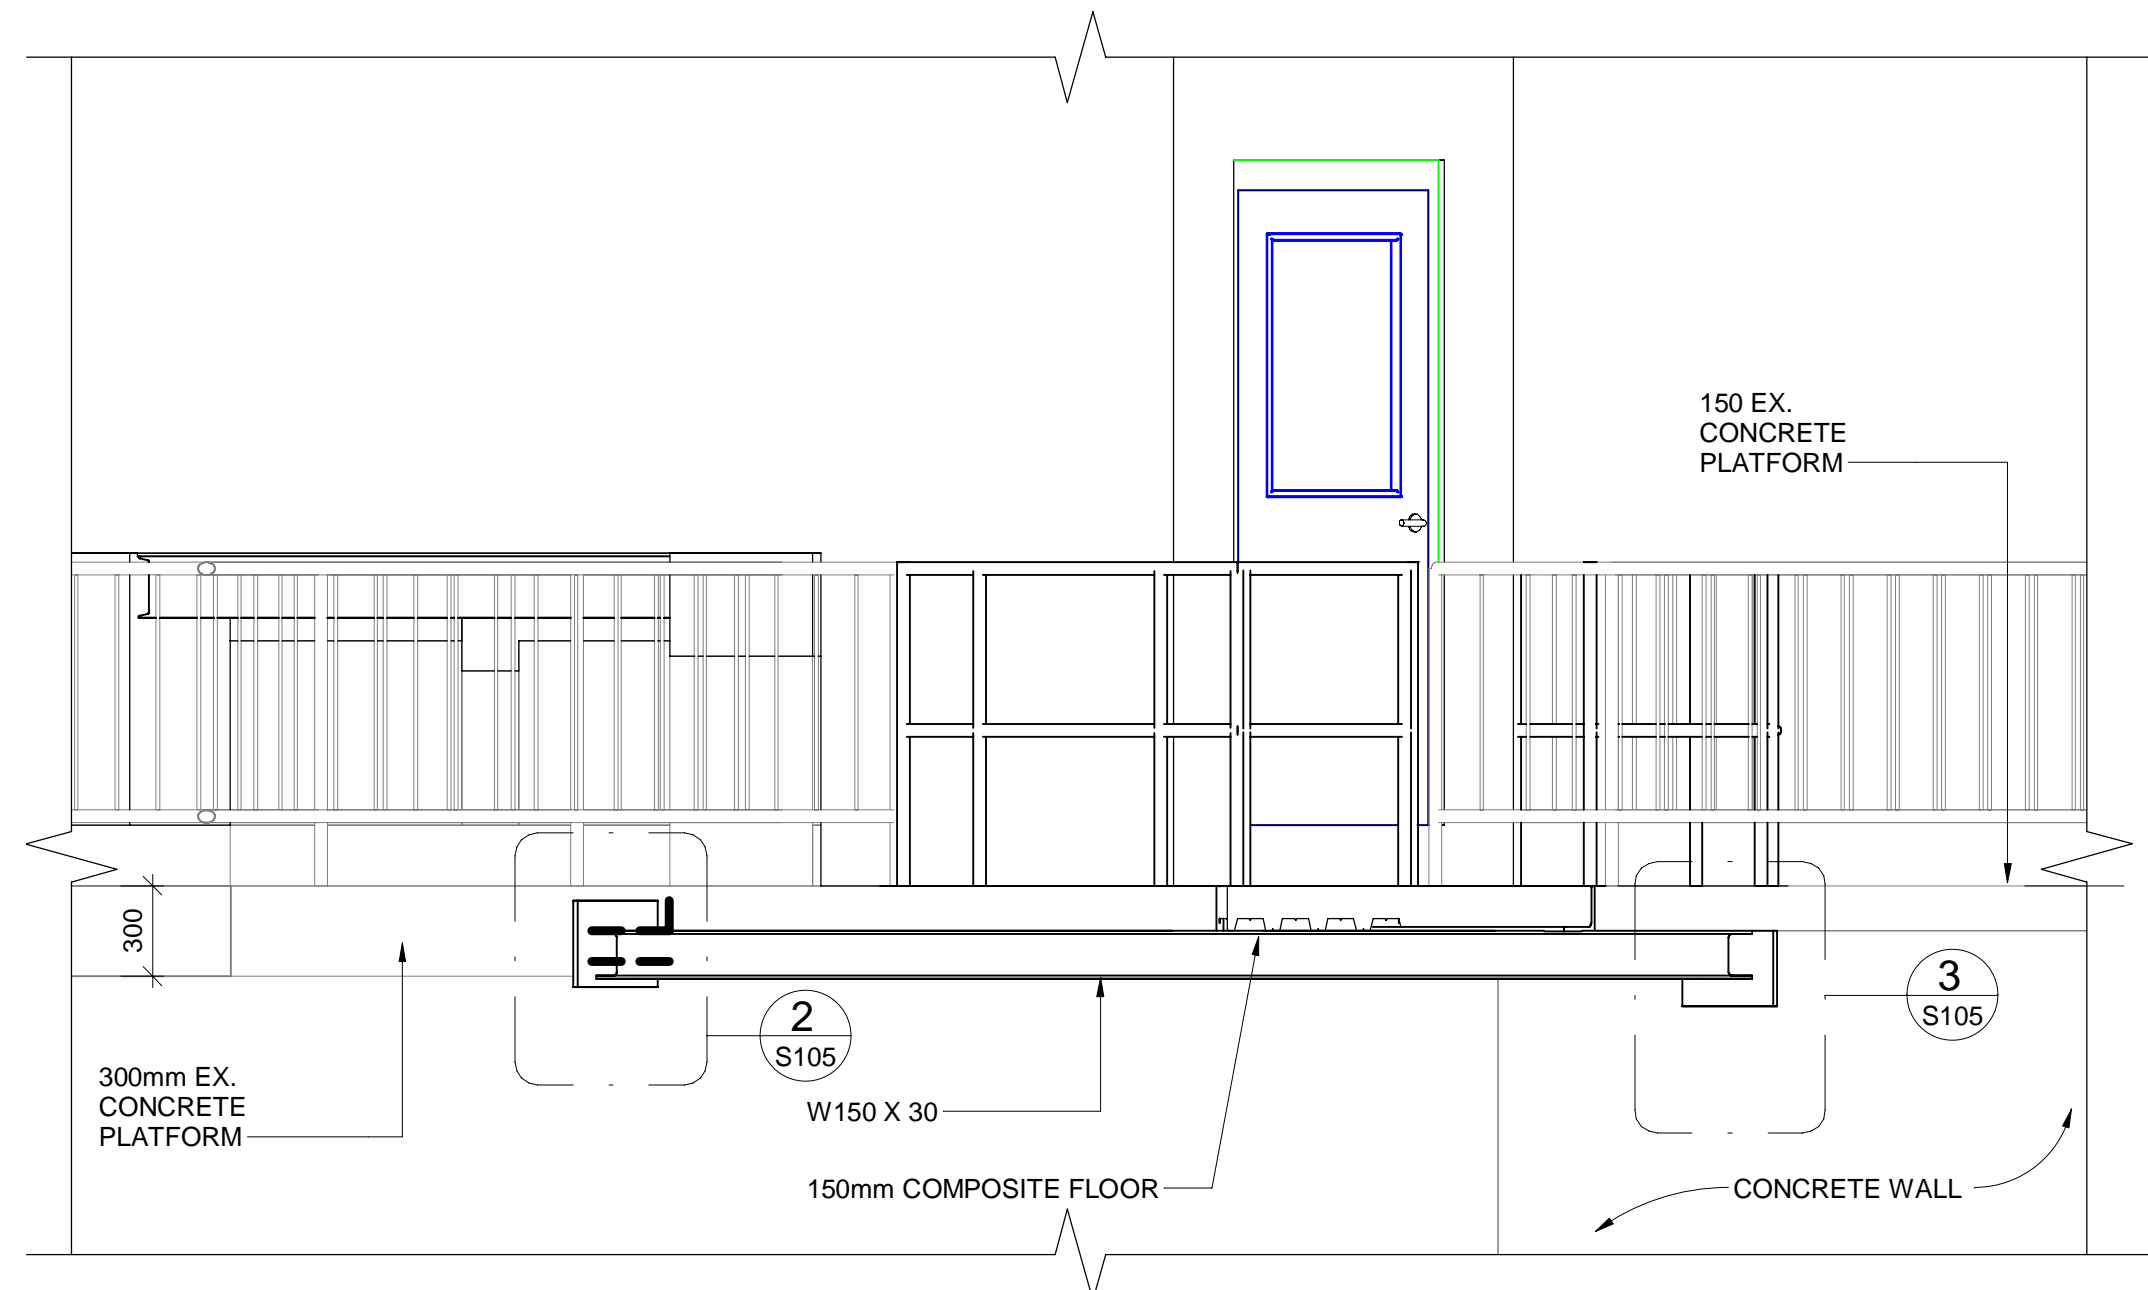 150 EX.
CONCRETE
PLATFORM
300
2
S105
3
S105
300mm EX.
CONCRETE
PLATFORM
W150 X 30
150mm COMPOSITE FLOOR
CONCRETE WALL